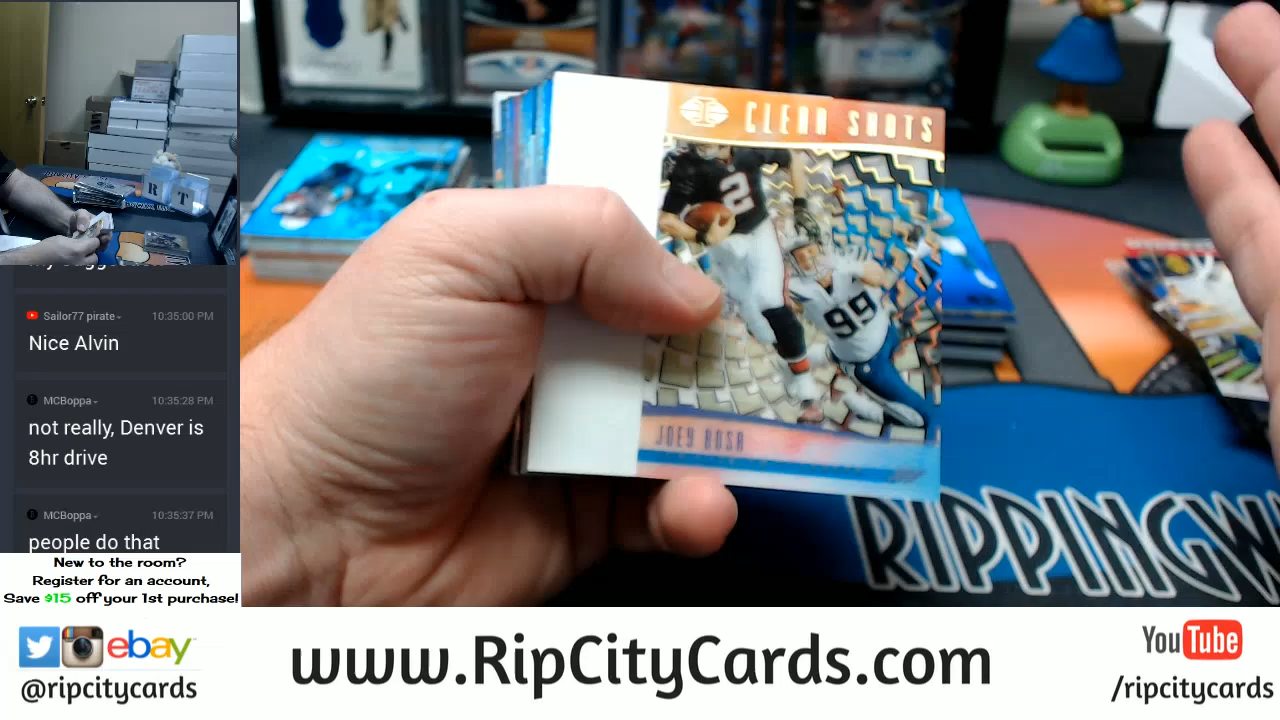 CLEAR SHOTS
2
99
JOEY BOSA
R T
Sailor77 pirate 10:35:00 PM
Nice Alvin
MCBoppa 10:35:28 PM
not really, Denver is
8hr drive
MCBoppa 10:35:37 PM
people do that
New to the room?
Register for an account,
Save $15 off your 1st purchase!
RIPPINGW
ebay
@ripcitycards
www.RipCityCards.com
YouTube
/ripcitycards